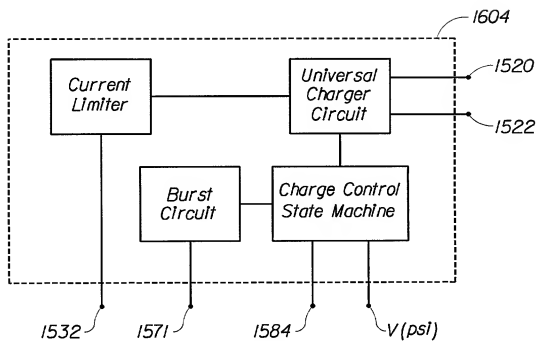 1604
Current
Limiter
Universal
Charger
Circuit
1520
1522
Burst
Circuit
Charge Control
State Machine
1532
1571
1584
V(psi)